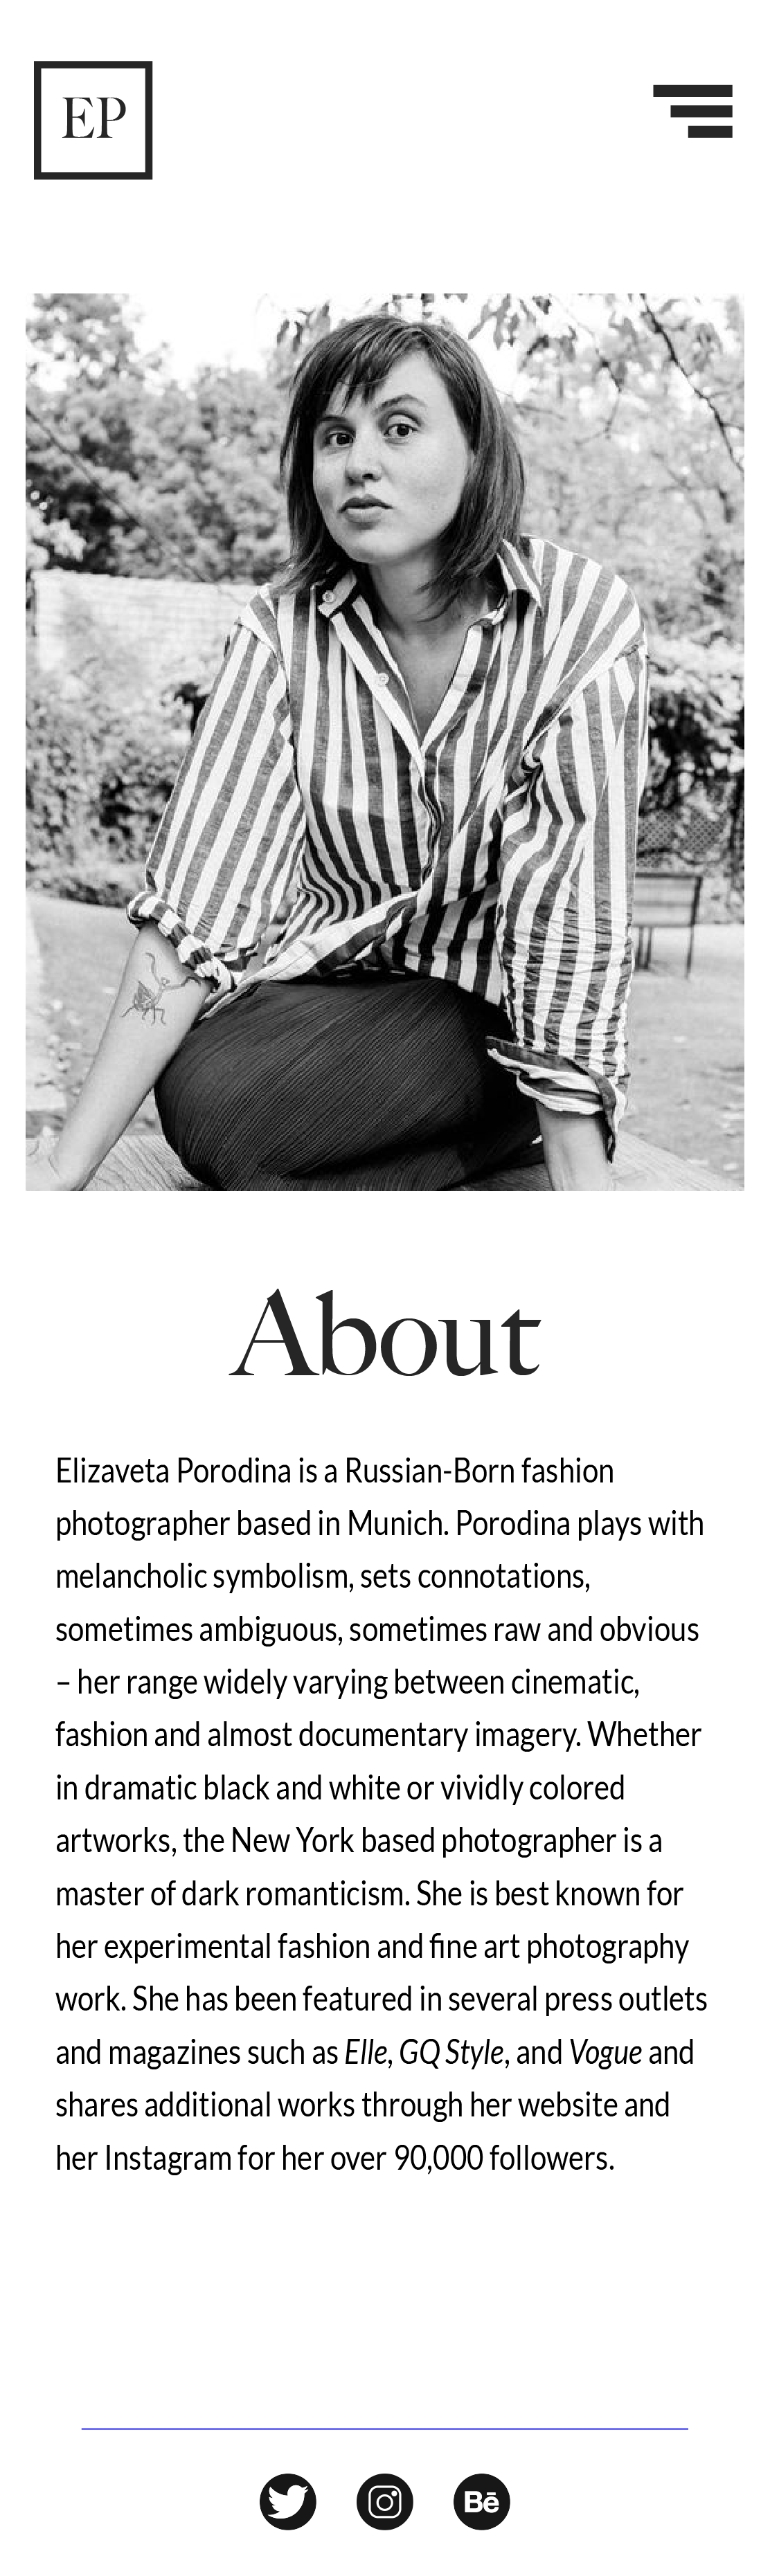 EP
About
Elizaveta Porodina is a Russian-Born fashion
photographer based in Munich. Porodina plays with
melancholic symbolism, sets connotations,
sometimes ambiguous, sometimes raw and obvious
– her range widely varying between cinematic,
fashion and almost documentary imagery. Whether
in dramatic black and white or vividly colored
artworks, the New York based photographer is a
master of dark romanticism. She is best known for
her experimental fashion and fine art photography
work. She has been featured in several press outlets
and magazines such as Elle, GQ Style, and Vogue and
shares additional works through her website and
her Instagram for her over 90,000 followers.
Bē